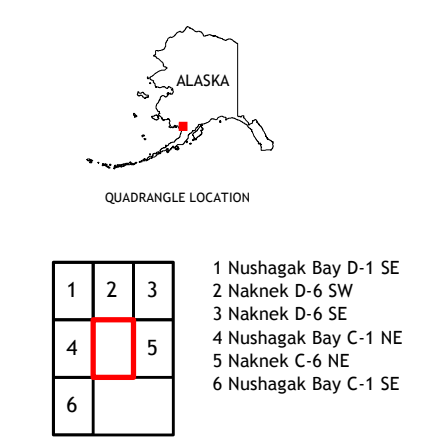 ALASKA
QUADRANGLE LOCATION
1 2 3
4 5
6
1 Nushagak Bay D-1 SE
2 Naknek D-6 SW
3 Naknek D-6 SE
4 Nushagak Bay C-1 NE
5 Naknek C-6 NE
6 Nushagak Bay C-1 SE